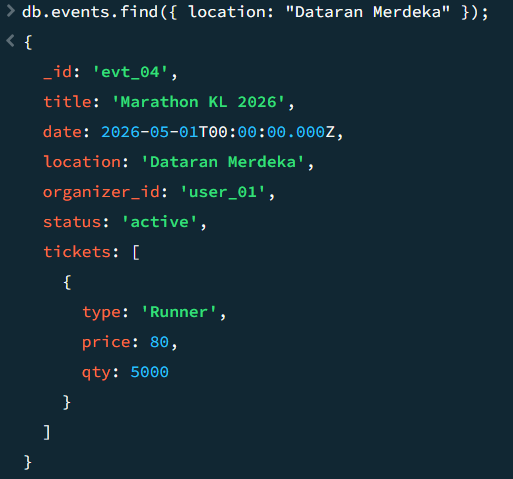 > db.events.find({ location: "Dataran Merdeka" });
< {
_id: 'evt_04',
title: 'Marathon KL 2026',
date: 2026-05-01T00:00:00.000Z,
location: 'Dataran Merdeka',
organizer_id: 'user_01',
status: 'active',
tickets: [
{
type: 'Runner',
price: 80,
qty: 5000
}
]
}